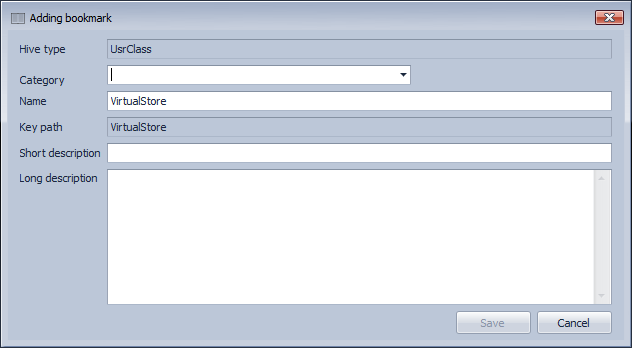 Adding bookmark
Hive type UsrClass
Category
Name VirtualStore
Key path VirtualStore
Short description
Long description
Save Cancel